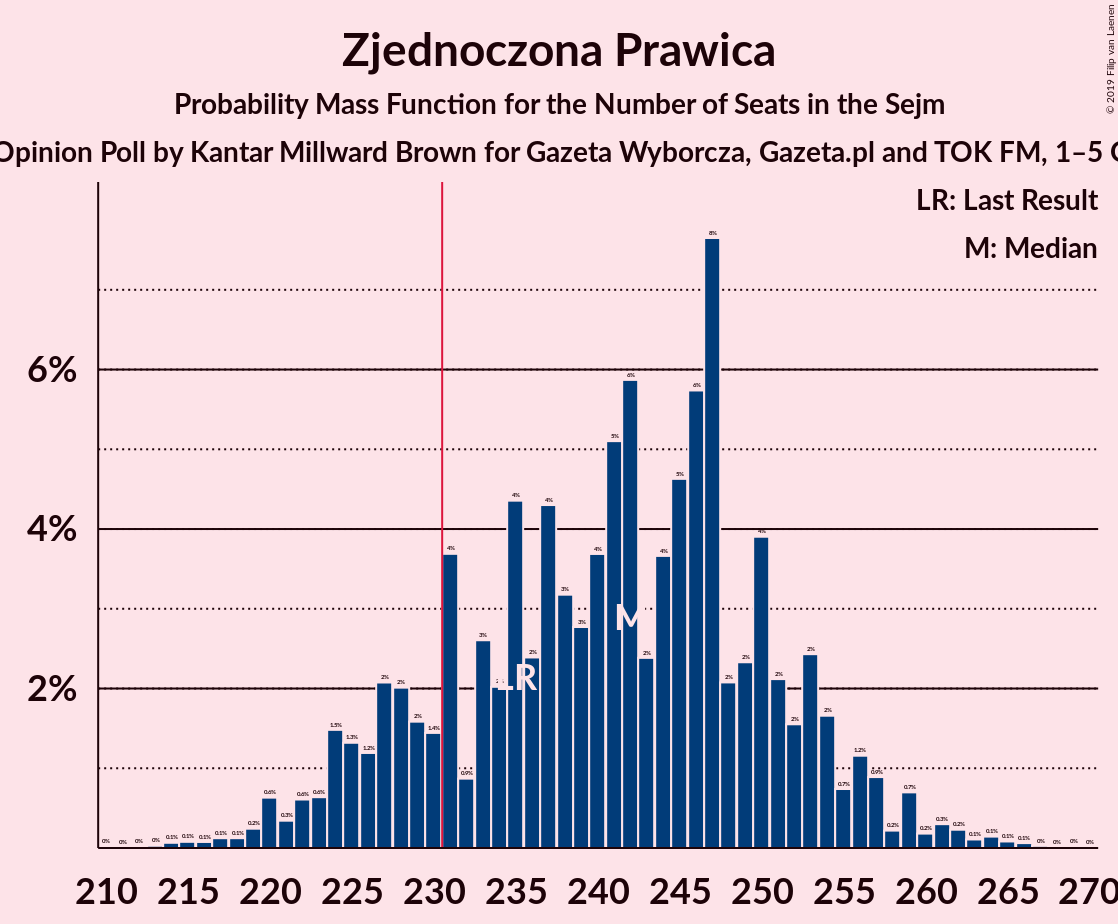 Zjednoczona Prawica
Probability Mass Function for the Number of Seats in the Sejm
Opinion Poll by Kantar Millward Brown for Gazeta Wyborcza, Gazeta.pl and TOK FM, 1–5
© 2019 Filip van Laenen
LR: Last Result
M: Median
6%
4%
2%
0% 0% 0% 0% 0.1% 0.1% 0.1% 0.1% 0.1% 0.2% 0.6% 0.3% 0.6% 0.6% 1.5% 1.3% 1.2% 2% 2% 2% 1.4% 4% 0.9% 3% 4% 2% 4% 3% 3% 4% 5% 6% 2% 4% 5% 6% 8% 2% 2% 4% 2% 2% 2% 2% 0.7% 1.2% 0.9% 0.2% 0.7% 0.2% 0.3% 0.2% 0.1% 0.1% 0.1% 0.1% 0% 0% 0% 0%
LR
M
210 215 220 225 230 235 240 245 250 255 260 265 270